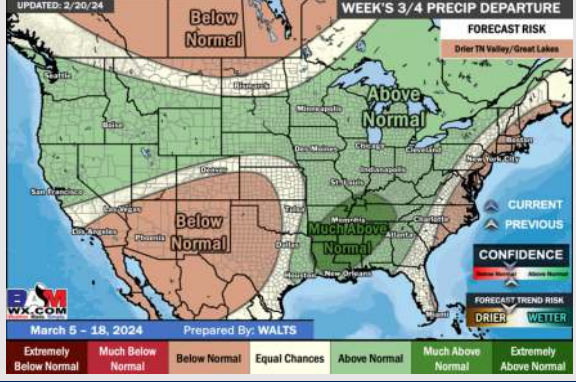 UPDATED: 2/20/24
WEEK'S 3/4 PRECIP DEPARTURE
FORECAST RISK
Drier TN Valley/Great Lakes
Below
Normal
Seattle
Bismarck
Above
Normal
Minneapolis
Boise
Boston
Des Moines
Chicago
Cleveland
New York City
Denver
Indianapolis
San Francisco
St. Louis
Las Vegas
Below
Normal
Tulsa
Memphis
Charlotte
Los Angeles
Phoenix
Much Above
Normal
Atlanta
Dallas
Houston
New Orleans
Miami
CURRENT
PREVIOUS
CONFIDENCE
Below Normal
Above Normal
FORECAST TREND RISK
DRIER
WETTER
BAM
WX.COM
March 5 - 18, 2024
Prepared By: WALTS
Extremely
Below Normal
Much Below
Normal
Below Normal
Equal Chances
Above Normal
Much Above
Normal
Extremely
Above Normal